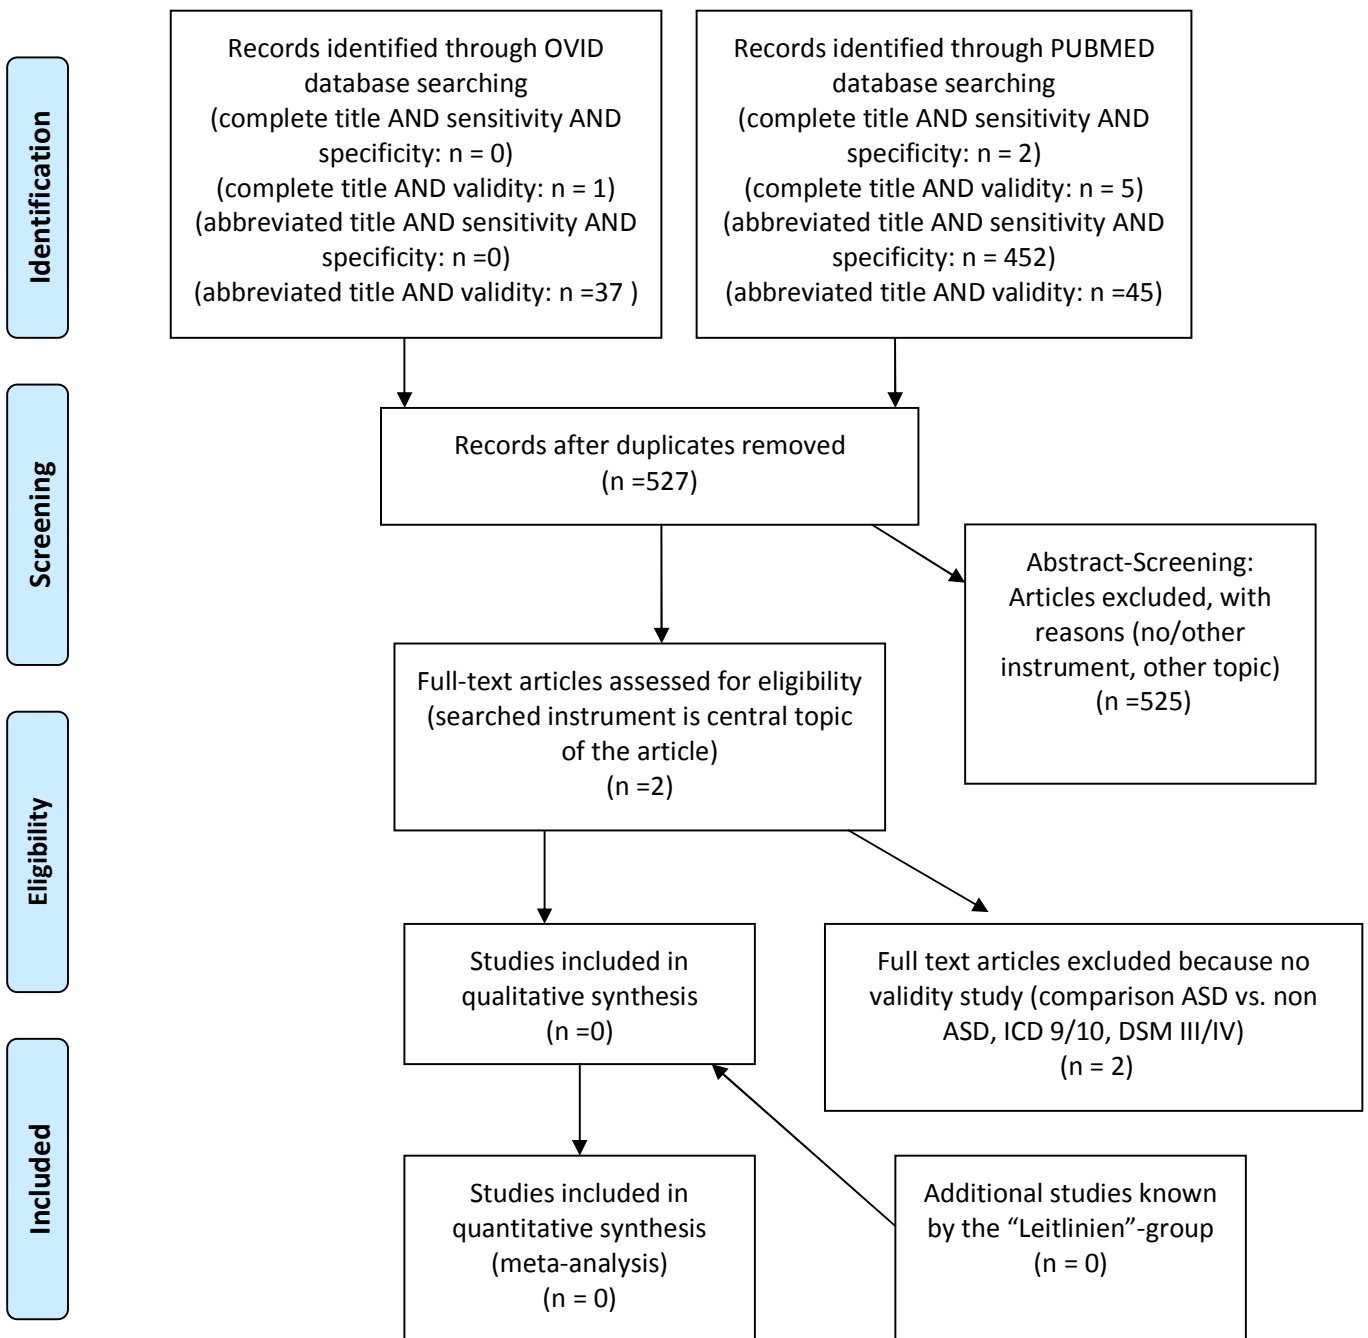 Identification
Records identified through OVID
database searching
(complete title AND sensitivity AND
specificity: n = 0)
(complete title AND validity: n = 1)
(abbreviated title AND sensitivity AND
specificity: n =0)
(abbreviated title AND validity: n =37 )
Records identified through PUBMED
database searching
(complete title AND sensitivity AND
specificity: n = 2)
(complete title AND validity: n = 5)
(abbreviated title AND sensitivity AND
specificity: n = 452)
(abbreviated title AND validity: n =45)
Screening
Records after duplicates removed
(n =527)
Abstract-Screening:
Articles excluded, with
reasons (no/other
instrument, other topic)
(n =525)
Eligibility
Full-text articles assessed for eligibility
(searched instrument is central topic
of the article)
(n =2)
Studies included in
qualitative synthesis
(n =0)
Full text articles excluded because no
validity study (comparison ASD vs. non
ASD, ICD 9/10, DSM III/IV)
(n = 2)
Included
Studies included in
quantitative synthesis
(meta-analysis)
(n = 0)
Additional studies known
by the “Leitlinien”-group
(n = 0)